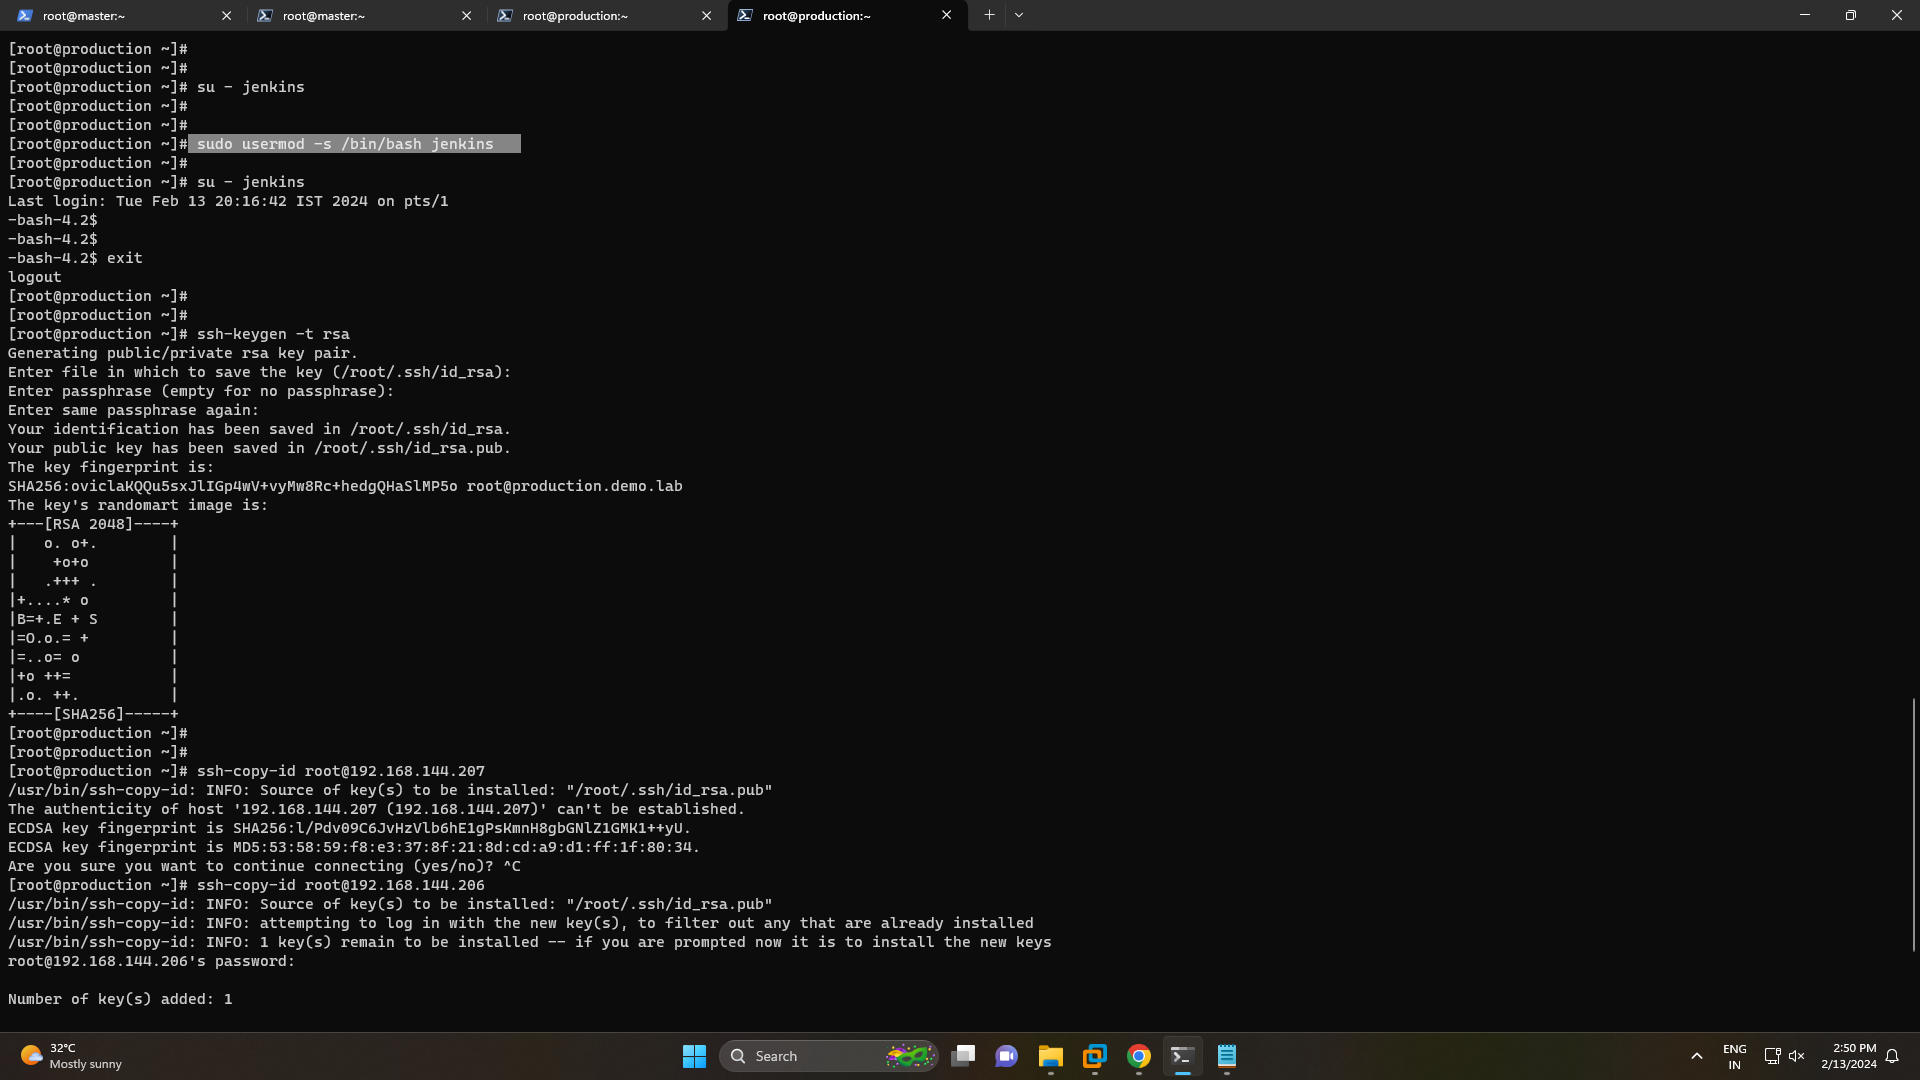 root@master:~
root@master:~
root@production:~
root@production:~
[root@production ~]#
[root@production ~]#
[root@production ~]# su - jenkins
[root@production ~]#
[root@production ~]#
[root@production ~]# sudo usermod -s /bin/bash jenkins
[root@production ~]#
[root@production ~]# su - jenkins
Last login: Tue Feb 13 20:16:42 IST 2024 on pts/1
-bash-4.2$
-bash-4.2$
-bash-4.2$ exit
logout
[root@production ~]#
[root@production ~]#
[root@production ~]# ssh-keygen -t rsa
Generating public/private rsa key pair.
Enter file in which to save the key (/root/.ssh/id_rsa):
Enter passphrase (empty for no passphrase):
Enter same passphrase again:
Your identification has been saved in /root/.ssh/id_rsa.
Your public key has been saved in /root/.ssh/id_rsa.pub.
The key fingerprint is:
SHA256:oviclaKQQu5sxJlIGp4wV+vyMw8Rc+hedgQHaSlMP5o root@production.demo.lab
The key's randomart image is:
+---[RSA 2048]----+
|   o. o+.        |
|    +o+o         |
|   .+++ .        |
|+....* o         |
|B=+.E + S        |
|=O.o.= +         |
|=..o= o          |
|+o ++=           |
|.o. ++.          |
+----[SHA256]-----+
[root@production ~]#
[root@production ~]#
[root@production ~]# ssh-copy-id root@192.168.144.207
/usr/bin/ssh-copy-id: INFO: Source of key(s) to be installed: "/root/.ssh/id_rsa.pub"
The authenticity of host '192.168.144.207 (192.168.144.207)' can't be established.
ECDSA key fingerprint is SHA256:l/Pdv09C6JvHzVlb6hE1gPsKmnH8gbGNlZ1GMK1++yU.
ECDSA key fingerprint is MD5:53:58:59:f8:e3:37:8f:21:8d:cd:a9:d1:ff:1f:80:34.
Are you sure you want to continue connecting (yes/no)? ^C
[root@production ~]# ssh-copy-id root@192.168.144.206
/usr/bin/ssh-copy-id: INFO: Source of key(s) to be installed: "/root/.ssh/id_rsa.pub"
/usr/bin/ssh-copy-id: INFO: attempting to log in with the new key(s), to filter out any that are already installed
/usr/bin/ssh-copy-id: INFO: 1 key(s) remain to be installed -- if you are prompted now it is to install the new keys
root@192.168.144.206's password:
Number of key(s) added: 1
32°C
Mostly sunny
Search
ENG
IN
2:50 PM
2/13/2024